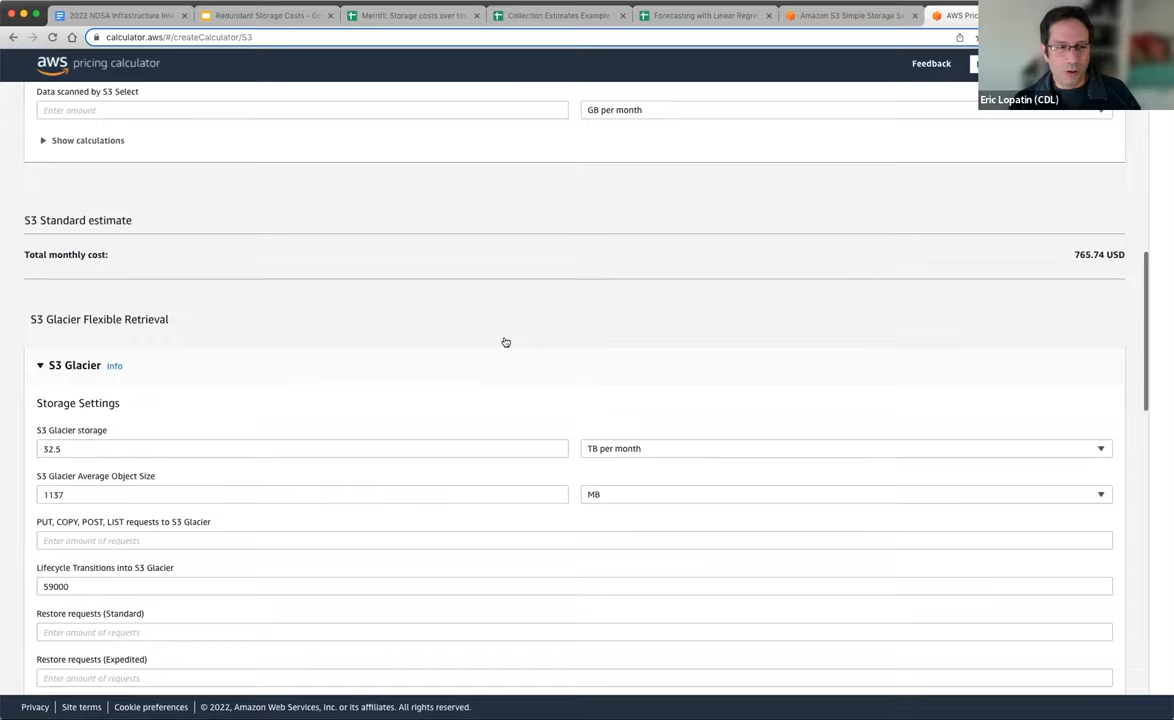 2022 NDSA Infrastructure Inte
Redundant Storage Costs – Go
Merritt: Storage costs over tim
Collection Estimates Example
Forecasting with Linear Regre
Amazon S3 Simple Storage Se
AWS Pric
calculator.aws/#/createCalculator/S3
aws pricing calculator
Feedback
Eric Lopatin (CDL)
Data scanned by S3 Select
Enter amount
GB per month
Show calculations
S3 Standard estimate
Total monthly cost:
765.74 USD
S3 Glacier Flexible Retrieval
S3 Glacier Info
Storage Settings
S3 Glacier storage
32.5
TB per month
S3 Glacier Average Object Size
1137
MB
PUT, COPY, POST, LIST requests to S3 Glacier
Enter amount of requests
Lifecycle Transitions into S3 Glacier
59000
Restore requests (Standard)
Enter amount of requests
Restore requests (Expedited)
Enter amount of requests
Privacy | Site terms | Cookie preferences | © 2022, Amazon Web Services, Inc. or its affiliates. All rights reserved.